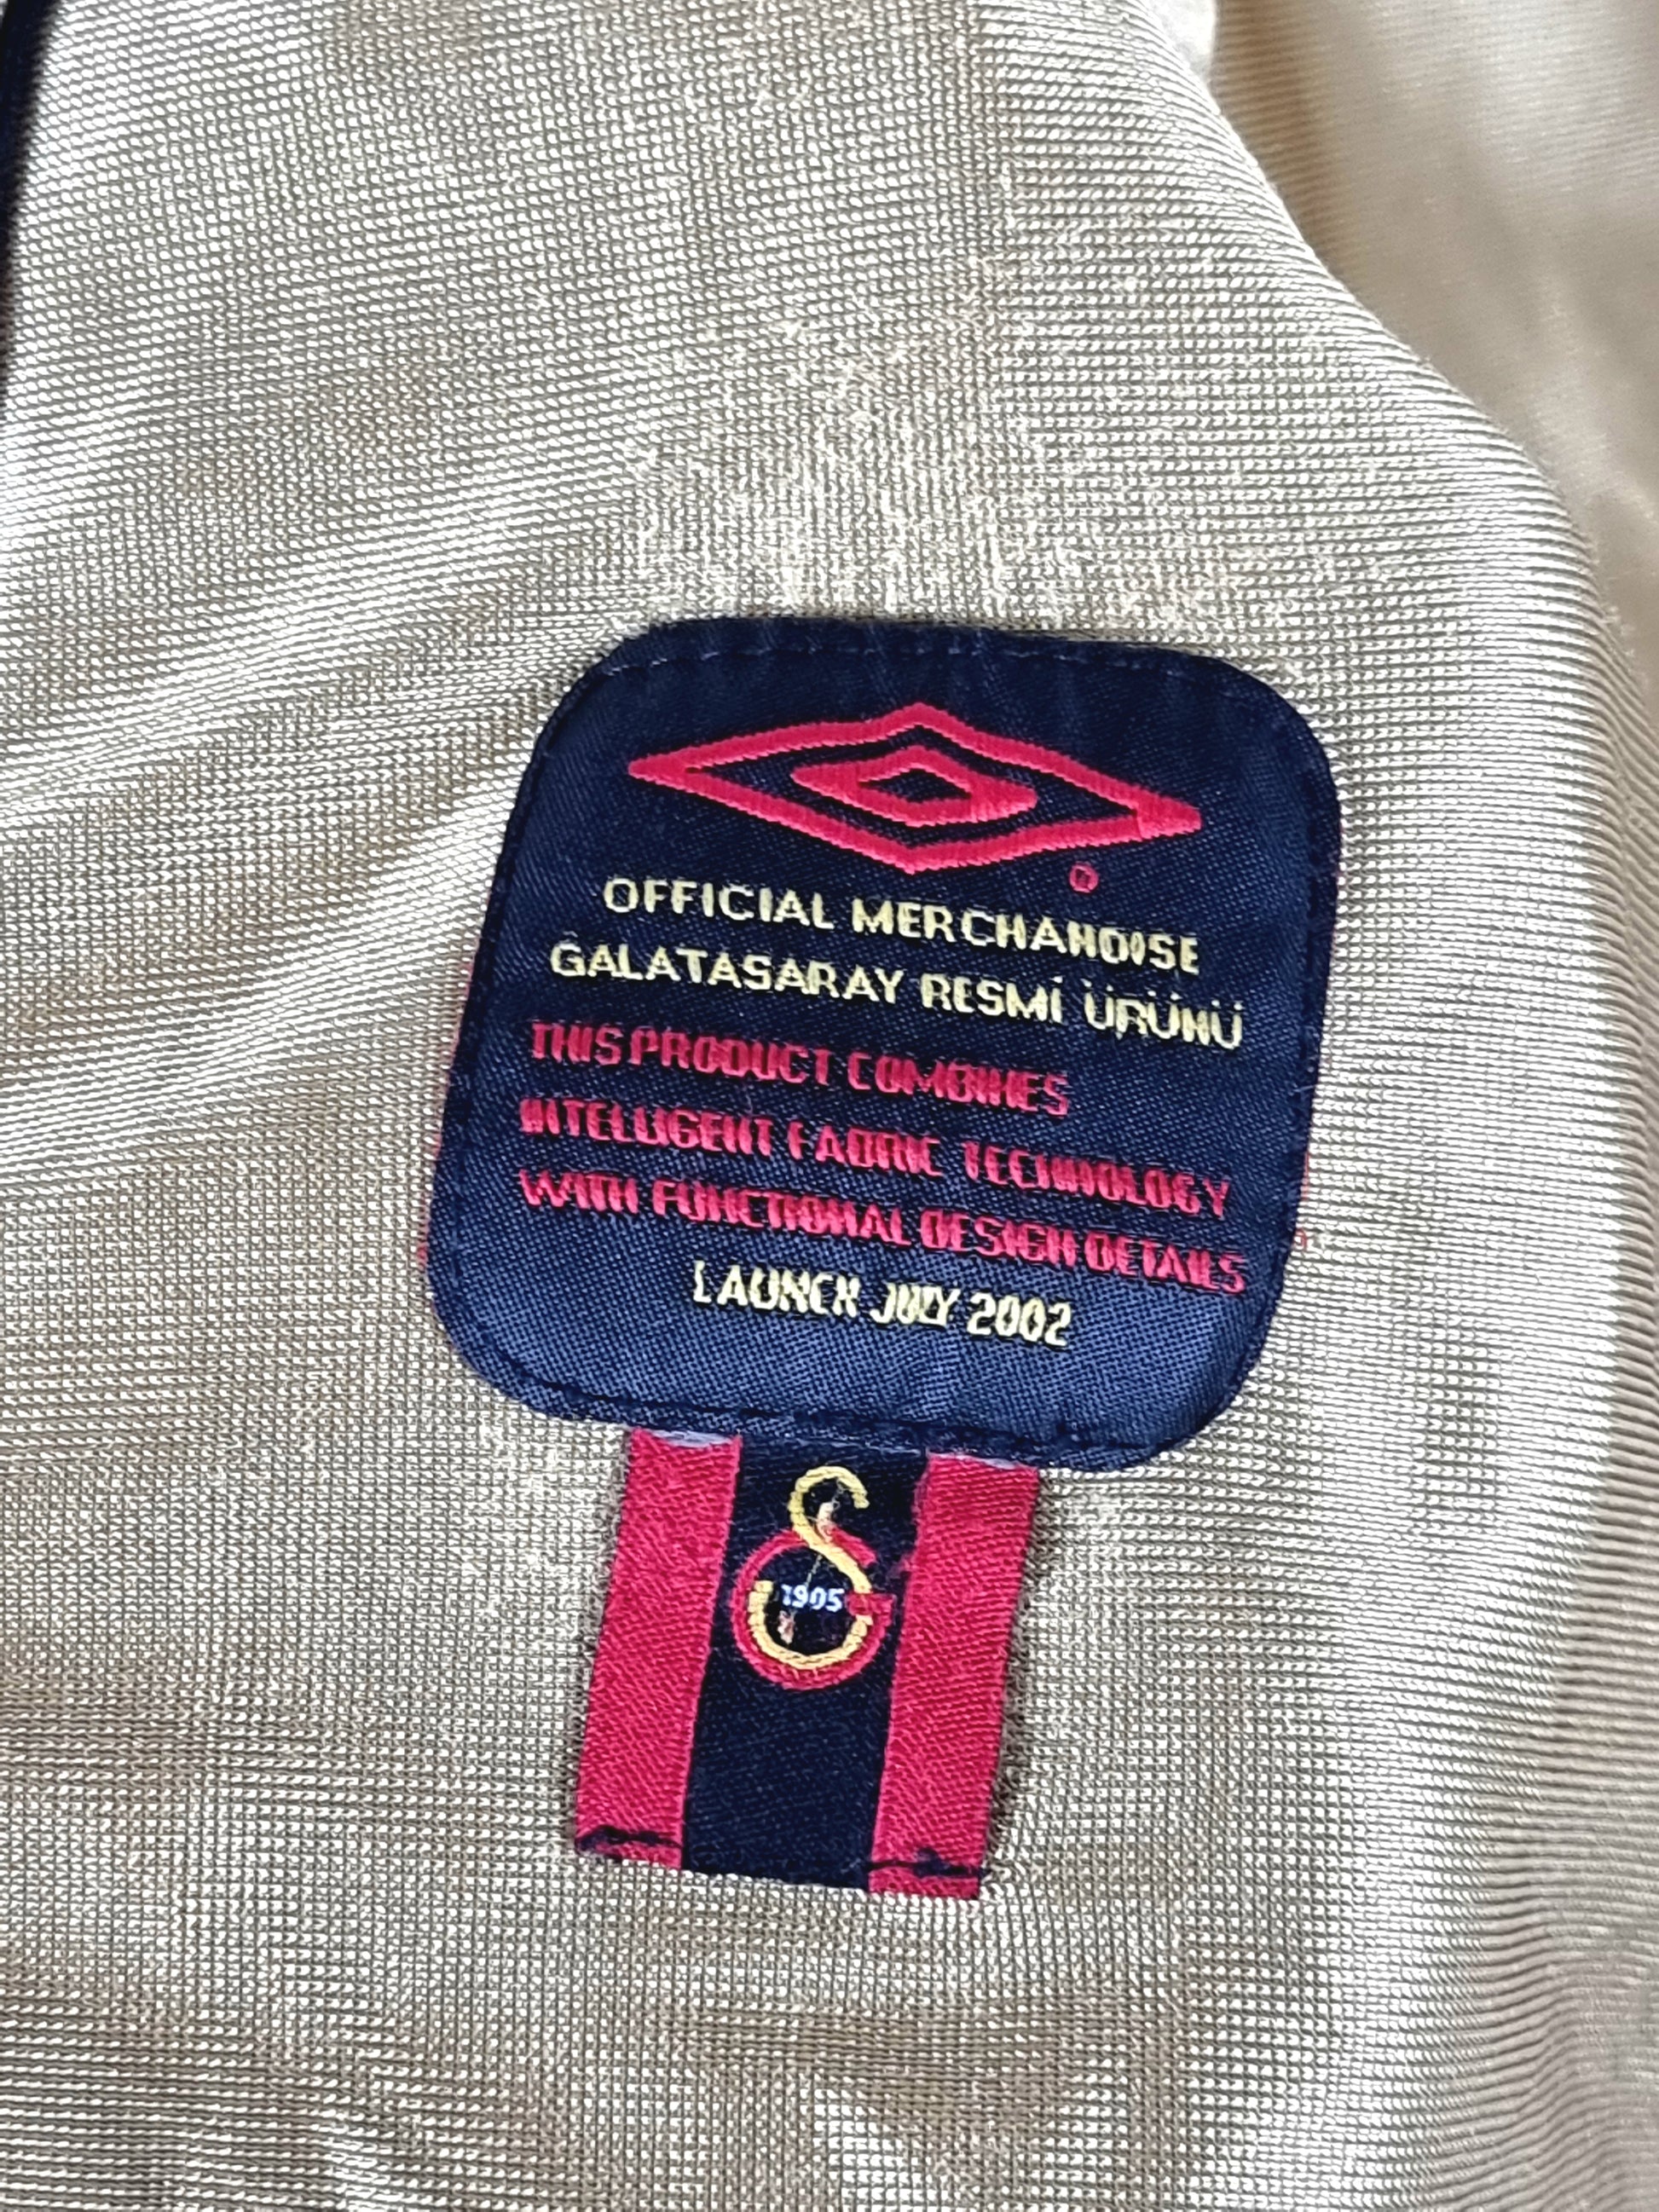 ®
OFFICIAL MERCHANDISE
GALATASARAY RESMİ ÜRÜNÜ
THIS PRODUCT COMBINES
INTELLIGENT FABRIC TECHNOLOGY
WITH FUNCTIONAL DESIGN DETAILS
LAUNCH JULY 2002
1905